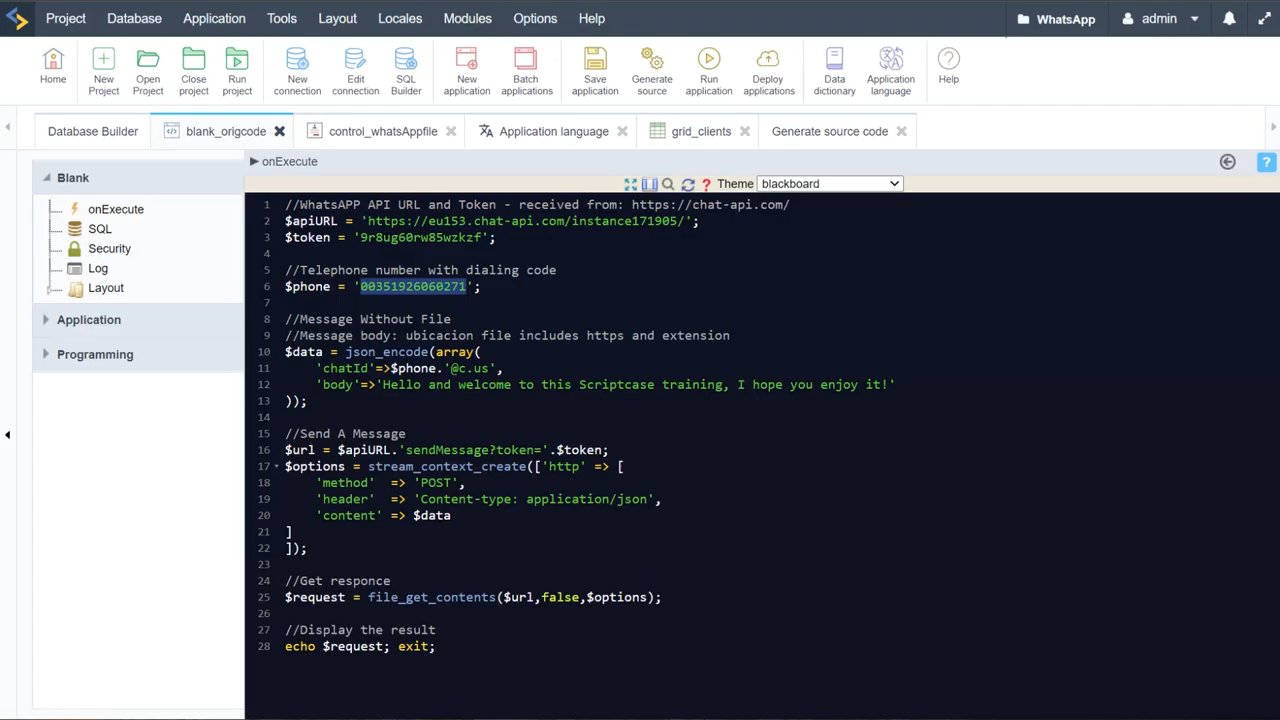 Project Database Application Tools Layout Locales Modules Options Help WhatsApp admin
Home New Project Open Project Close project Run project New connection Edit connection SQL Builder New application Batch applications Save application Generate source Run application Deploy applications Data dictionary Application language Help
Database Builder blank_origcode control_whatsAppfile Application language grid_clients Generate source code
Blank
onExecute
SQL
Security
Log
Layout
Application
Programming
onExecute
Theme blackboard
1 //WhatsAPP API URL and Token - received from: https://chat-api.com/
2 $apiURL = 'https://eu153.chat-api.com/instance171905/';
3 $token = '9r8ug60rw85wzkzf';
4
5 //Telephone number with dialing code
6 $phone = '00351926060271';
7
8 //Message Without File
9 //Message body: ubicacion file includes https and extension
10 $data = json_encode(array(
11 'chatId'=>$phone.'@c.us',
12 'body'=>'Hello and welcome to this Scriptcase training, I hope you enjoy it!'
13 ));
14
15 //Send A Message
16 $url = $apiURL.'sendMessage?token='.$token;
17 $options = stream_context_create(['http' => [
18 'method' => 'POST',
19 'header' => 'Content-type: application/json',
20 'content' => $data
21 ]
22 ]);
23
24 //Get responce
25 $request = file_get_contents($url,false,$options);
26
27 //Display the result
28 echo $request; exit;